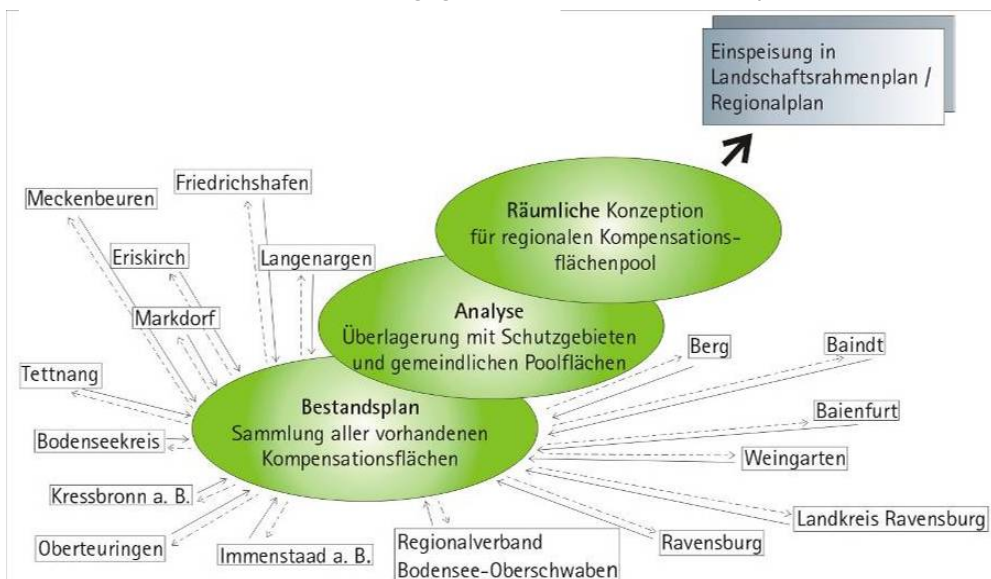 Einspeisung in
Landschaftsrahmenplan /
Regionalplan
Räumliche Konzeption
für regionalen Kompensations-
flächenpool
Analyse
Überlagerung mit Schutzgebieten
und gemeindlichen Poolflächen
Bestandsplan
Sammlung aller vorhandenen
Kompensationsflächen
Friedrichshafen
Meckenbeuren
Eriskirch
Langenargen
Markdorf
Tettnang
Bodenseekreis
Kressbronn a. B.
Oberteuringen
Immenstaad a. B.
Regionalverband
Bodensee-Oberschwaben
Berg
Baindt
Baienfurt
Weingarten
Landkreis Ravensburg
Ravensburg